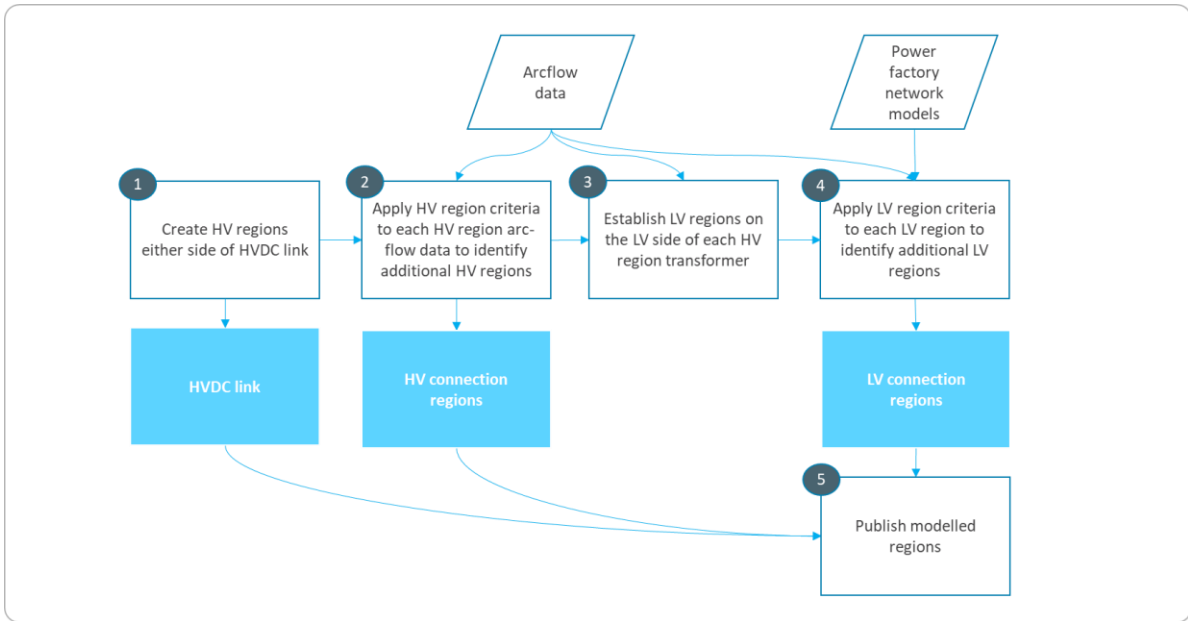 Arcflow
data
Power
factory
network
models
1
Create HV regions
either side of HVDC link
2
Apply HV region criteria
to each HV region arc-
flow data to identify
additional HV regions
3
Establish LV regions on
the LV side of each HV
region transformer
4
Apply LV region criteria
to each LV region to
identify additional LV
regions
HVDC link
HV connection
regions
LV connection
regions
5
Publish modelled
regions